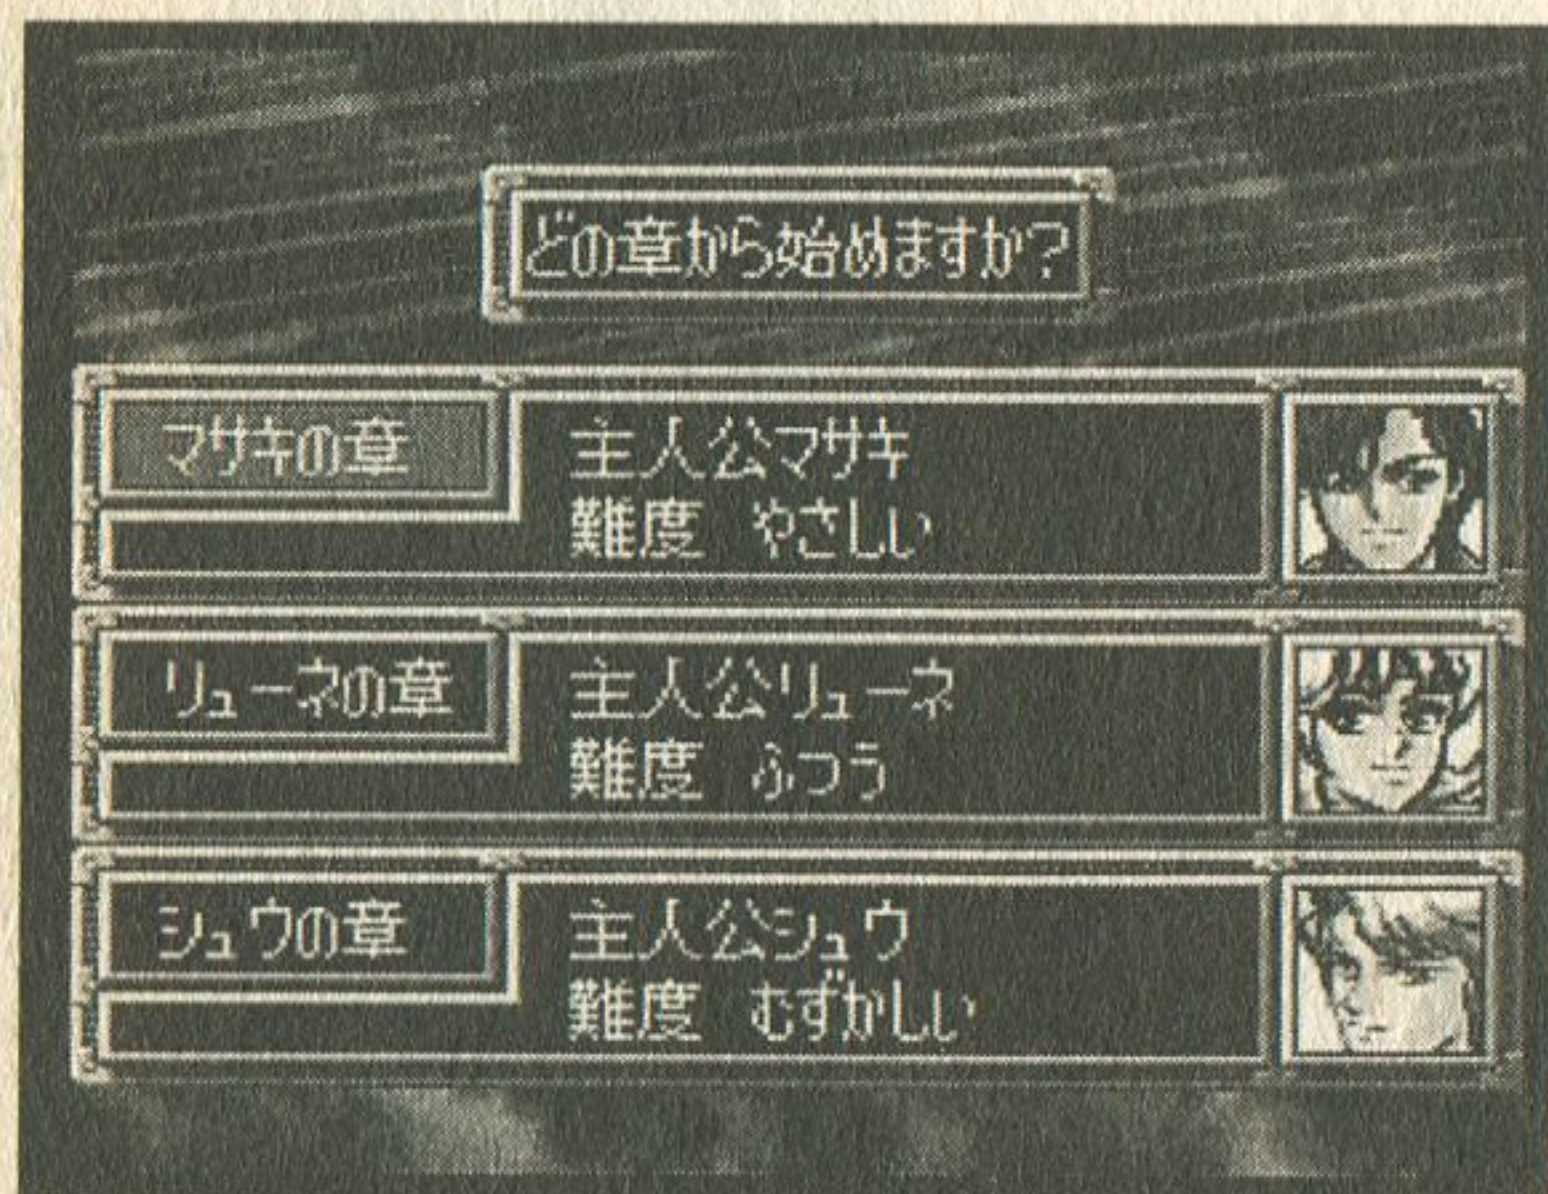 どの章から始めますか？
マサキの章
主人公マサキ
難度 やさしい
リューネの章
主人公リューネ
難度 ふつう
シュウの章
主人公シュウ
難度 むずかしい